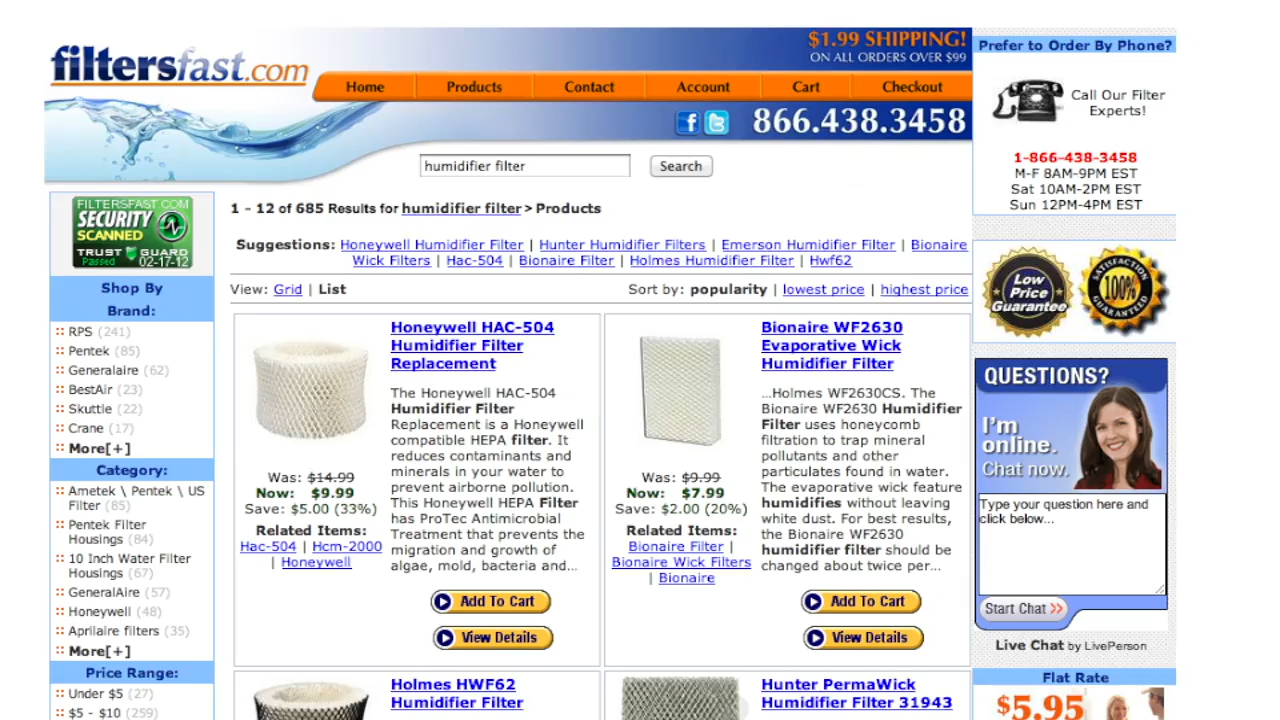 filtersfast.com
$1.99 SHIPPING!
ON ALL ORDERS OVER $99
Home Products Contact Account Cart Checkout
866.438.3458
humidifier filter Search
Prefer to Order By Phone?
Call Our Filter
Experts!
1-866-438-3458
M-F 8AM-9PM EST
Sat 10AM-2PM EST
Sun 12PM-4PM EST
FILTERSFAST.COM
SECURITY
SCANNED
TRUST GUARD
Passed 02-17-12
Shop By
Brand:
RPS (241)
Pentek (85)
Generalaire (62)
BestAir (23)
Skuttle (22)
Crane (17)
More[+]
Category:
Ametek \ Pentek \ US
Filter (85)
Pentek Filter
Housings (84)
10 Inch Water Filter
Housings (67)
GeneralAire (57)
Honeywell (48)
Aprilaire filters (35)
More[+]
Price Range:
Under $5 (27)
$5 - $10 (259)
1 - 12 of 685 Results for humidifier filter > Products
Suggestions: Honeywell Humidifier Filter | Hunter Humidifier Filters | Emerson Humidifier Filter | Bionaire
Wick Filters | Hac-504 | Bionaire Filter | Holmes Humidifier Filter | Hwf62
View: Grid | List
Sort by: popularity | lowest price | highest price
Honeywell HAC-504
Humidifier Filter
Replacement
The Honeywell HAC-504
Humidifier Filter
Replacement is a Honeywell
compatible HEPA filter. It
reduces contaminants and
minerals in your water to
prevent airborne pollution.
This Honeywell HEPA Filter
has ProTec Antimicrobial
Treatment that prevents the
migration and growth of
algae, mold, bacteria and...
Was: $14.99
Now: $9.99
Save: $5.00 (33%)
Related Items:
Hac-504 | Hcm-2000
| Honeywell
Add To Cart
View Details
Bionaire WF2630
Evaporative Wick
Humidifier Filter
...Holmes WF2630CS. The
Bionaire WF2630 Humidifier
Filter uses honeycomb
filtration to trap mineral
pollutants and other
particulates found in water.
The evaporative wick feature
humidifies without leaving
white dust. For best results,
the Bionaire WF2630
humidifier filter should be
changed about twice per...
Was: $9.99
Now: $7.99
Save: $2.00 (20%)
Related Items:
Bionaire Filter |
Bionaire Wick Filters
| Bionaire
Add To Cart
View Details
Holmes HWF62
Humidifier Filter
Hunter PermaWick
Humidifier Filter 31943
Low
Price
Guarantee
SATISFACTION
100%
GUARANTEED
QUESTIONS?
I'm
online.
Chat now.
Type your question here and
click below...
Start Chat >>
Live Chat by LivePerson
Flat Rate
$5.95